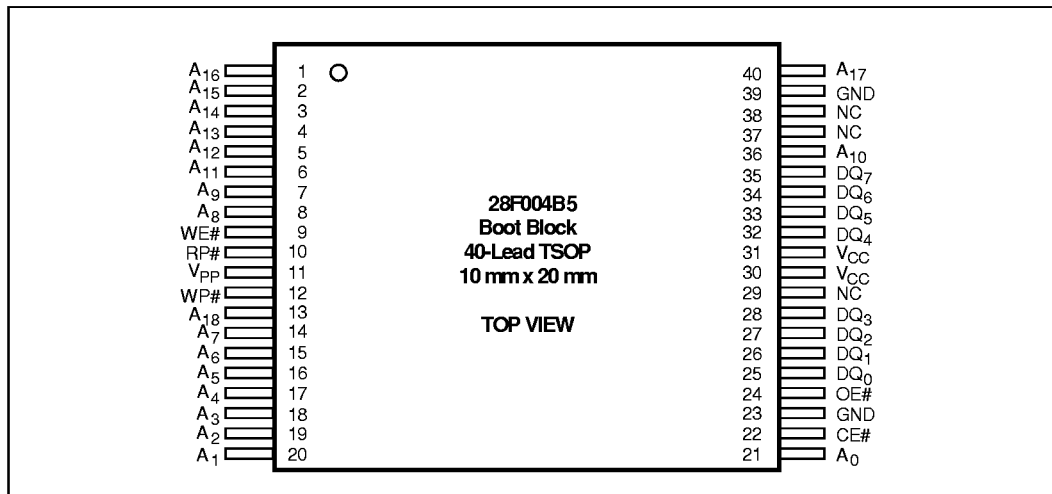 A16 1 40 A17
A15 2 39 GND
A14 3 38 NC
A13 4 37 NC
A12 5 36 A10
A11 6 35 DQ7
A9 7 34 DQ6
A8 8 33 DQ5
WE# 9 32 DQ4
RP# 10 31 VCC
VPP 11 30 VCC
WP# 12 29 NC
A18 13 28 DQ3
A7 14 27 DQ2
A6 15 26 DQ1
A5 16 25 DQ0
A4 17 24 OE#
A3 18 23 GND
A2 19 22 CE#
A1 20 21 A0
28F004B5
Boot Block
40-Lead TSOP
10 mm x 20 mm
TOP VIEW